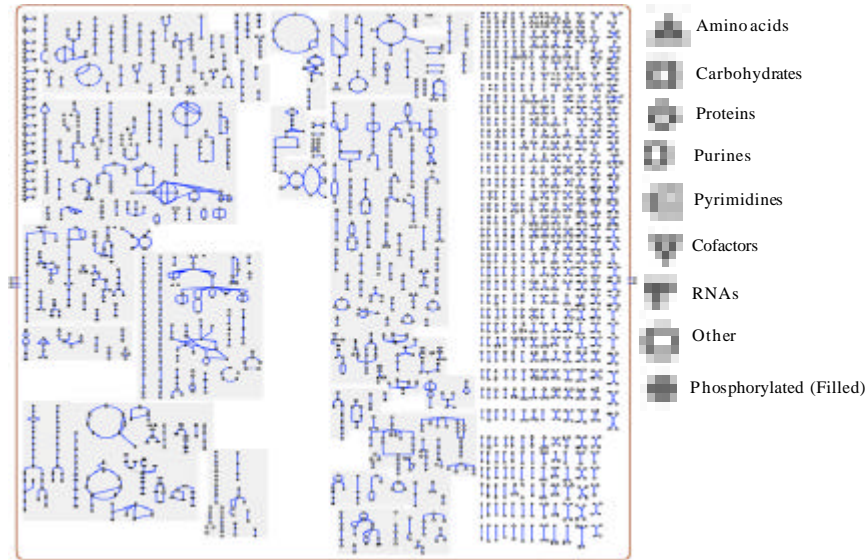 Amino acids
Carbohydrates
Proteins
Purines
Pyrimidines
Cofactors
RNAs
Other
Phosphorylated (Filled)